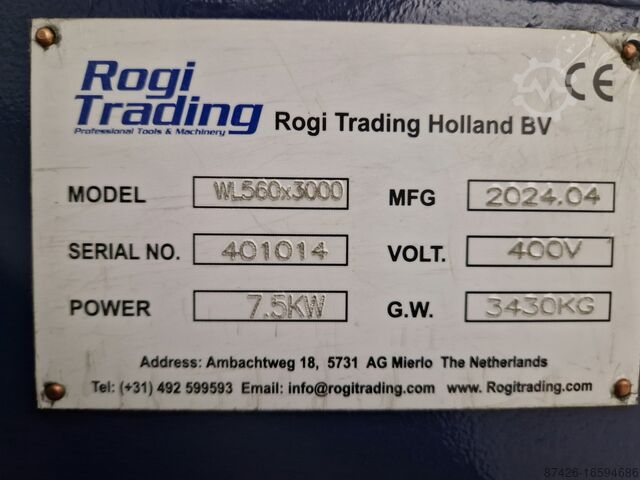 Rogi
Trading
Professional Tools & Machinery
CE
Rogi Trading Holland BV
MODEL WL560x3000 MFG 2024.04
SERIAL NO. 401014 VOLT. 400V
POWER 7.5KW G.W. 3430KG
Address: Ambachtweg 18, 5731 AG Mierlo The Netherlands
Tel: (+31) 492 599593 Email: info@rogitrading.com www. Rogitrading.com
87426-18594686